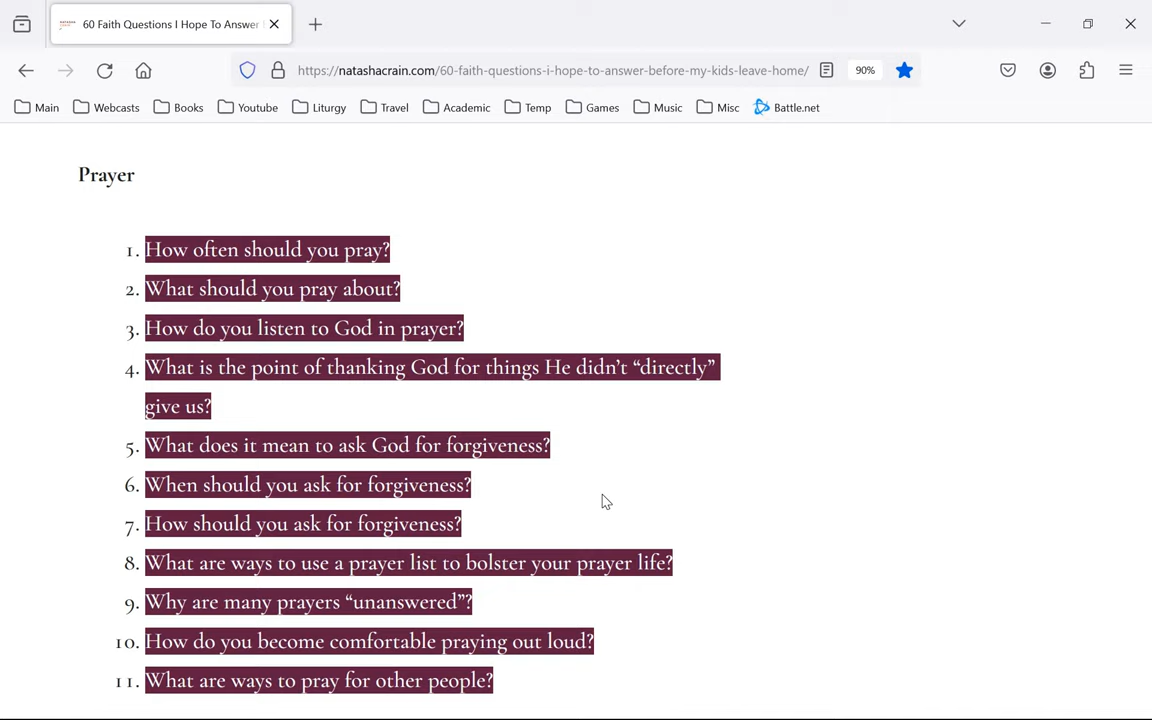 60 Faith Questions I Hope To Answer
https://natashacrain.com/60-faith-questions-i-hope-to-answer-before-my-kids-leave-home/
90%
Main Webcasts Books Youtube Liturgy Travel Academic Temp Games Music Misc Battle.net
Prayer
1. How often should you pray?
2. What should you pray about?
3. How do you listen to God in prayer?
4. What is the point of thanking God for things He didn’t “directly”
give us?
5. What does it mean to ask God for forgiveness?
6. When should you ask for forgiveness?
7. How should you ask for forgiveness?
8. What are ways to use a prayer list to bolster your prayer life?
9. Why are many prayers “unanswered”?
10. How do you become comfortable praying out loud?
11. What are ways to pray for other people?